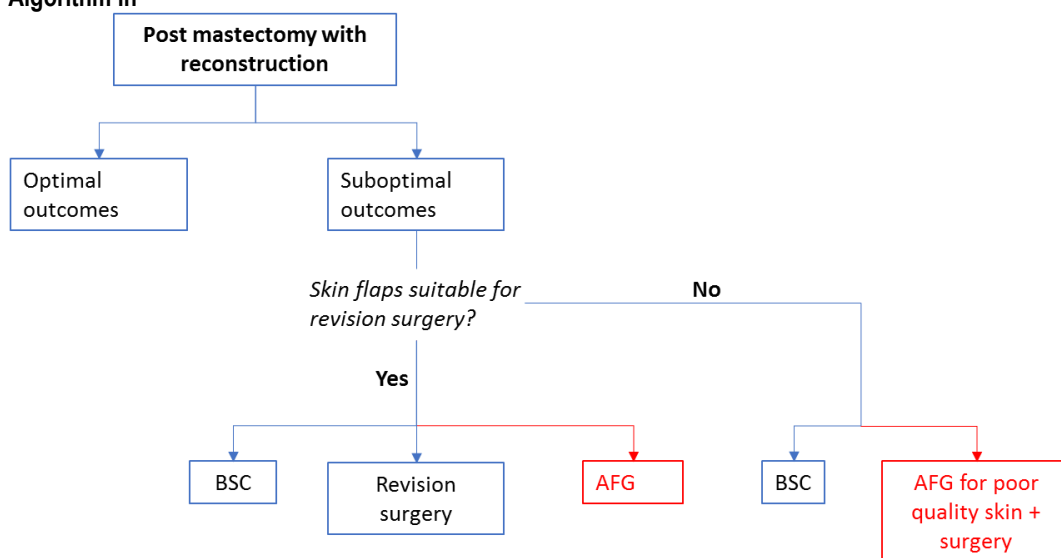 Algorithm in
Post mastectomy with
reconstruction
Optimal
outcomes
Suboptimal
outcomes
Skin flaps suitable for
revision surgery?
No
Yes
BSC
Revision
surgery
AFG
BSC
AFG for poor
quality skin +
surgery